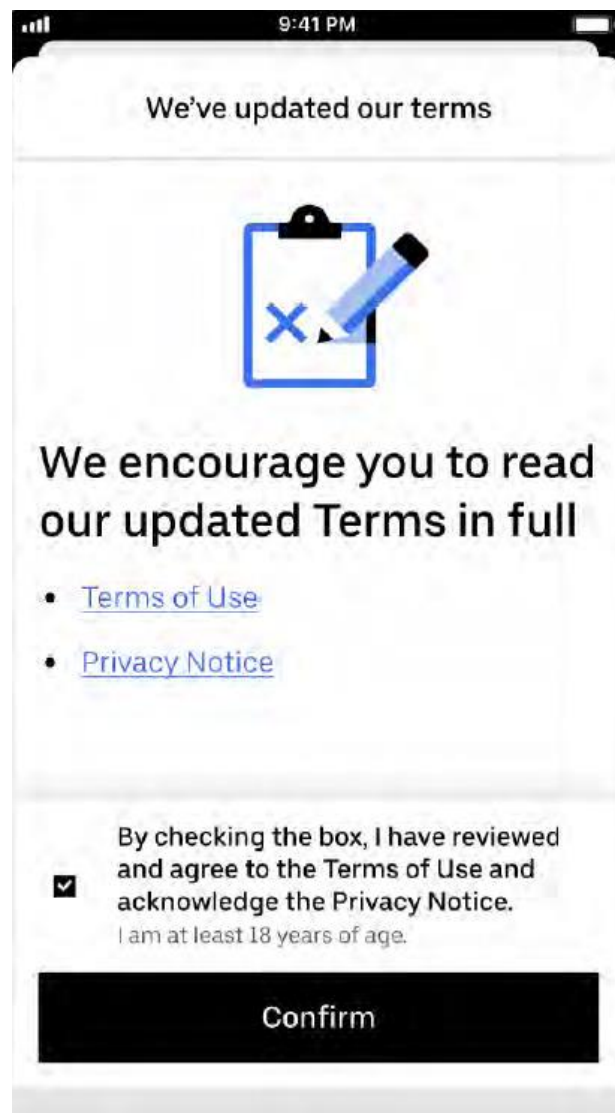 9:41 PM
We've updated our terms
We encourage you to read
our updated Terms in full
• Terms of Use
• Privacy Notice
By checking the box, I have reviewed
and agree to the Terms of Use and
acknowledge the Privacy Notice.
I am at least 18 years of age.
Confirm